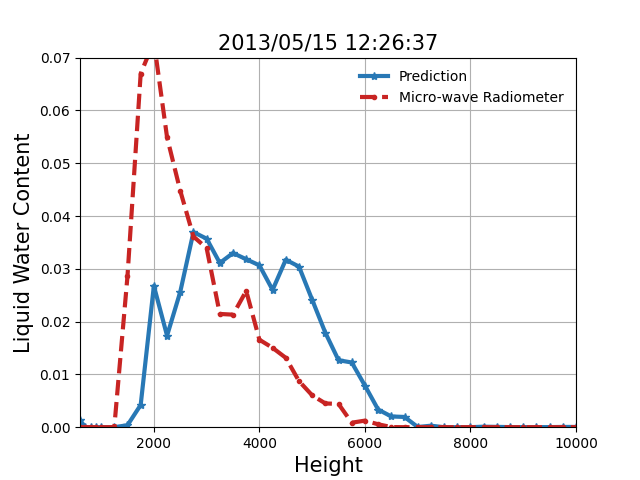 2013/05/15 12:26:37
0.07
0.06
0.05
0.04
0.03
0.02
0.01
0.00
Liquid Water Content
Prediction
Micro-wave Radiometer
2000 4000 6000 8000 10000
Height